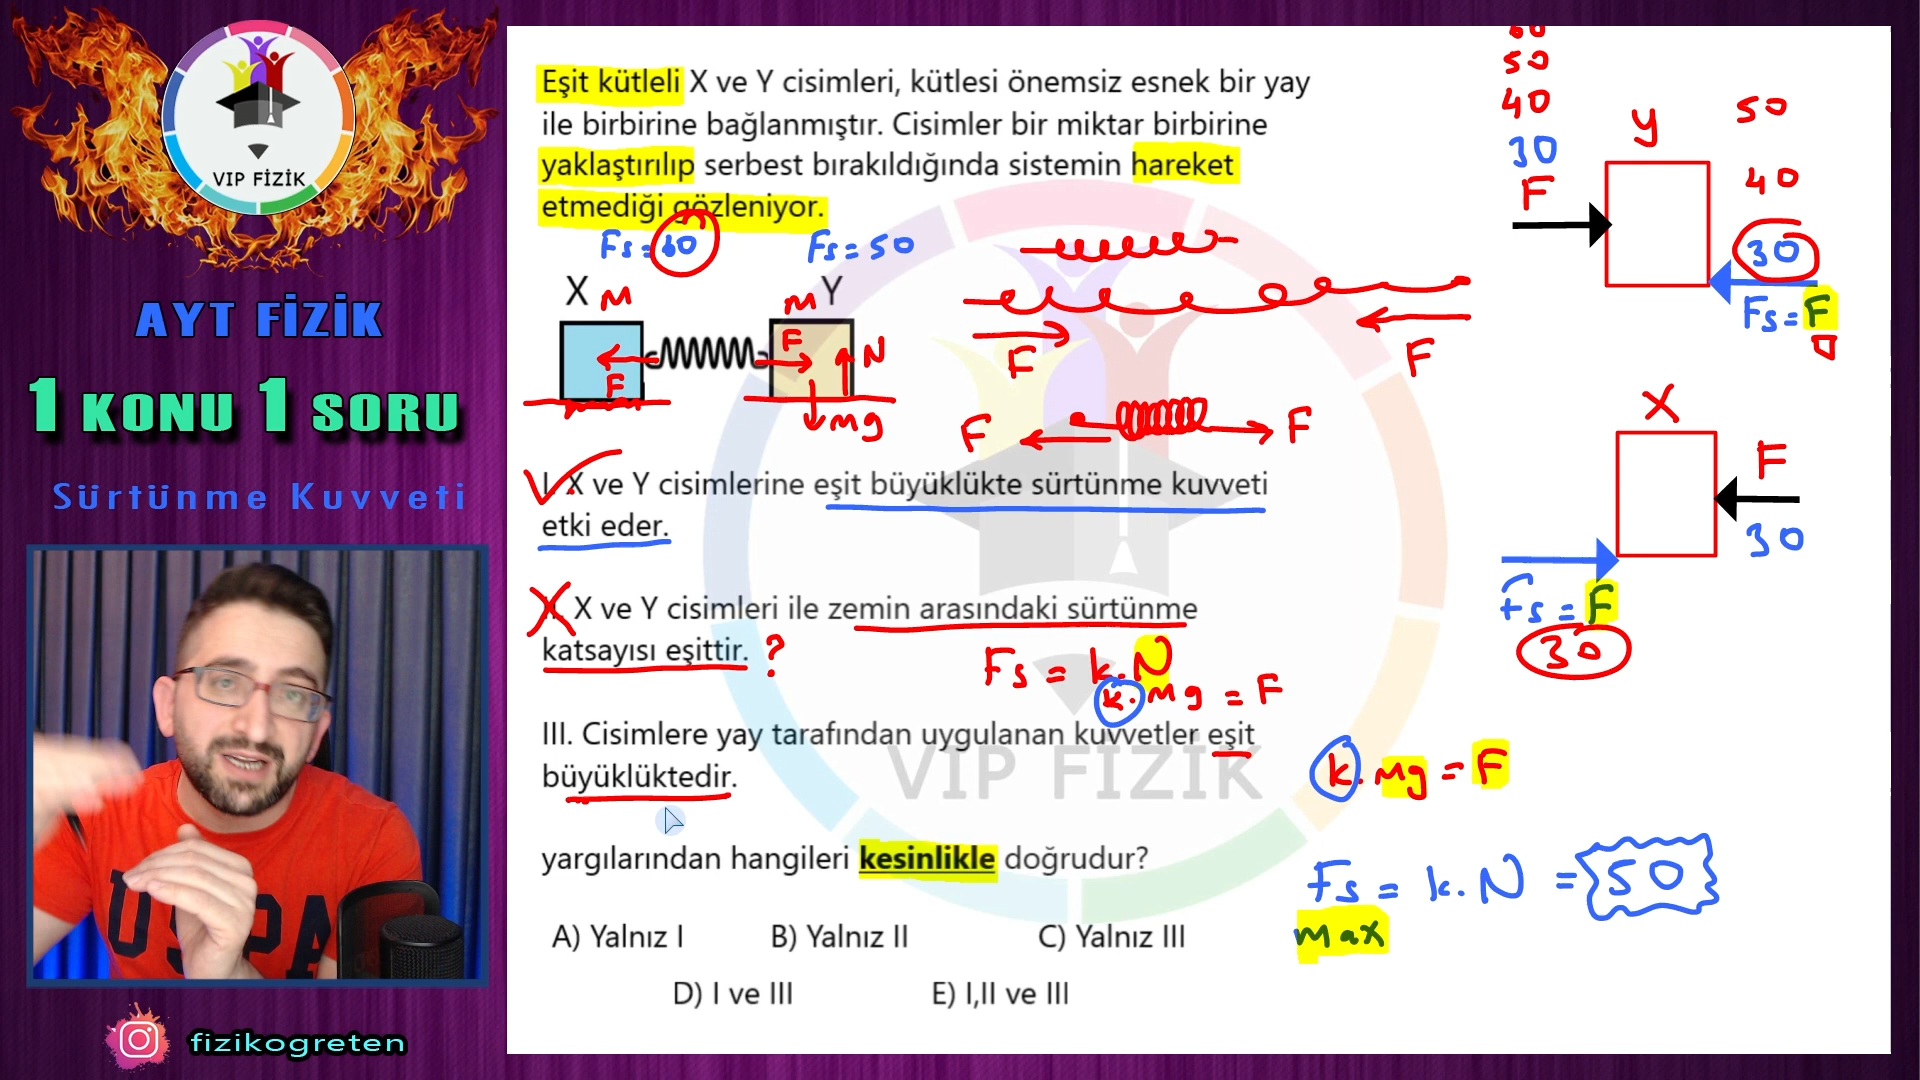 VIP FİZİK
AYT FİZİK
1 KONU 1 SORU
Sürtünme Kuvveti
USPA
fizikogreten
Eşit kütleli X ve Y cisimleri, kütlesi önemsiz esnek bir yay
ile birbirine bağlanmıştır. Cisimler bir miktar birbirine
yaklaştırılıp serbest bırakıldığında sistemin hareket
etmediği gözleniyor.
Fs = 40 Fs = 50
X M M Y
F F N
mg
F F
F F
I. X ve Y cisimlerine eşit büyüklükte sürtünme kuvveti
etki eder.
II. X ve Y cisimleri ile zemin arasındaki sürtünme
katsayısı eşittir. ?
Fs = k.N
k.mg = F
III. Cisimlere yay tarafından uygulanan kuvvetler eşit
büyüklüktedir.
VIP FİZİK
yargılarından hangileri kesinlikle doğrudur?
A) Yalnız I B) Yalnız II C) Yalnız III
D) I ve III E) I,II ve III
60
50
40
30
F
y
50
40
30
Fs = F
X
F
30
Fs = F
30
k.mg = F
Fs = k.N = 50
max